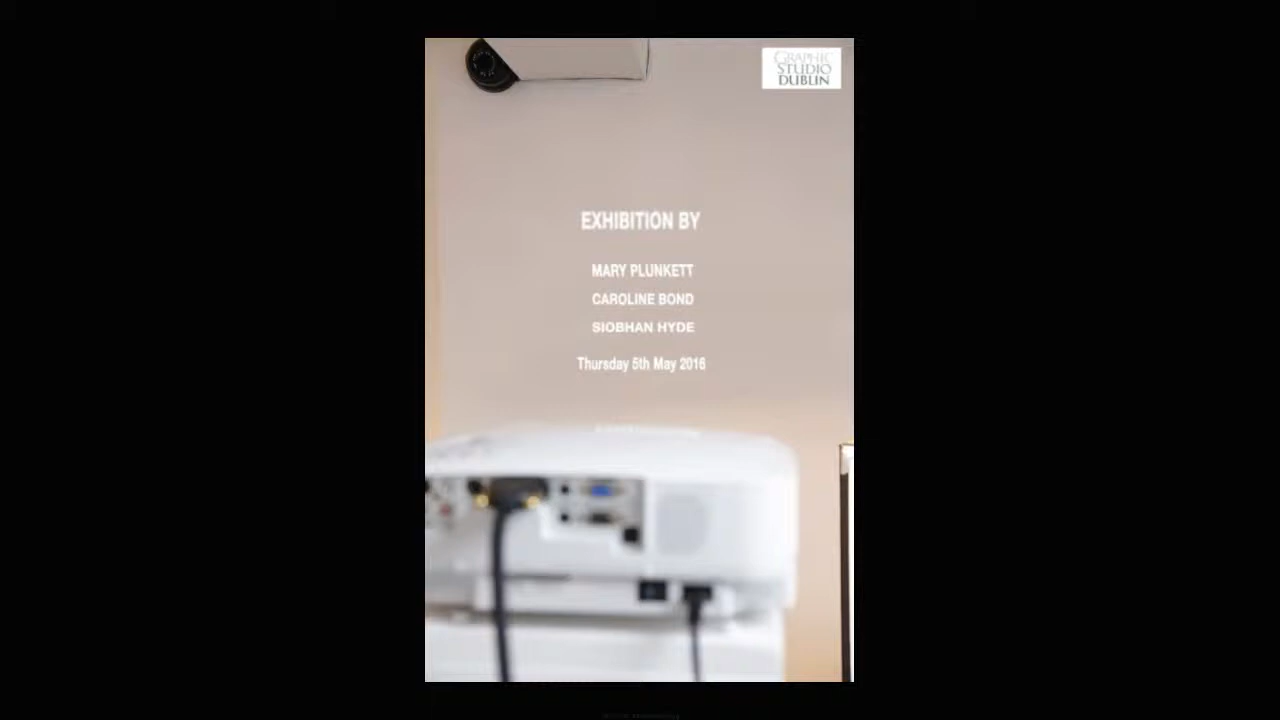 GRAPHIC
STUDIO
DUBLIN
EXHIBITION BY
MARY PLUNKETT
CAROLINE BOND
SIOBHAN HYDE
Thursday 5th May 2016